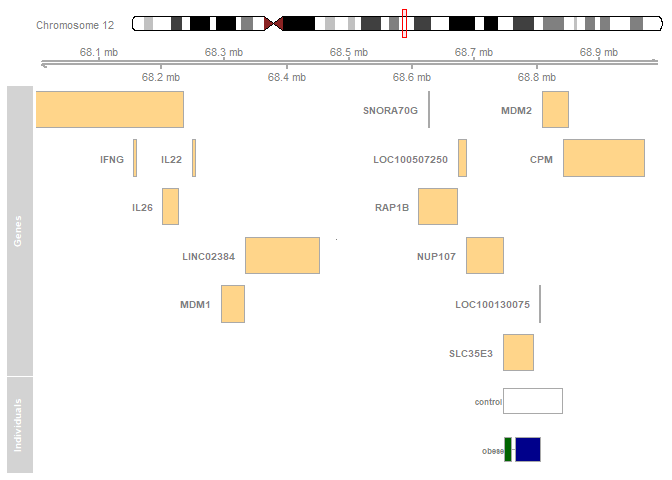 Chromosome 12
68.1 mb 68.3 mb 68.5 mb 68.7 mb 68.9 mb
68.2 mb 68.4 mb 68.6 mb 68.8 mb
Genes
SNORA70G MDM2
IFNG IL22 LOC100507250 CPM
IL26 RAP1B
LINC02384 NUP107
MDM1 LOC100130075
SLC35E3
Individuals
control